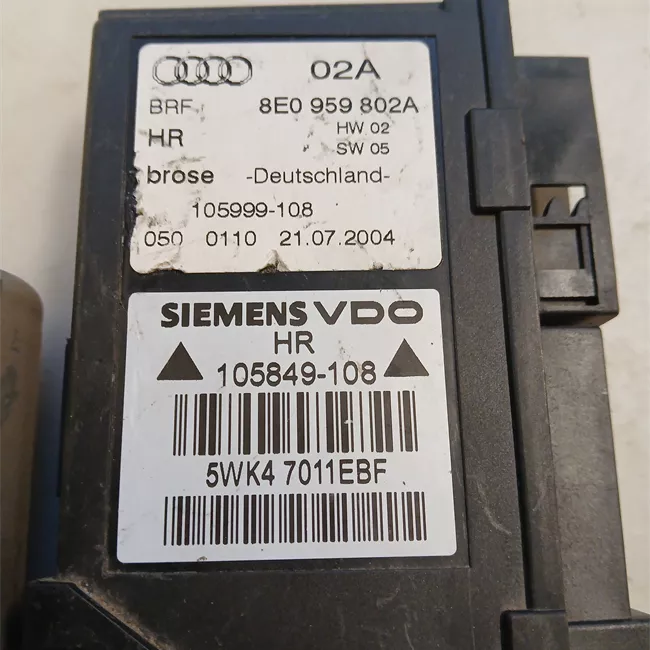 02A
BRF. 8E0 959 802A
HR HW 02
SW 05
brose -Deutschland-
105999-108
050 0110 21.07.2004
SIEMENS VDO
HR
105849-108
5WK4 7011EBF